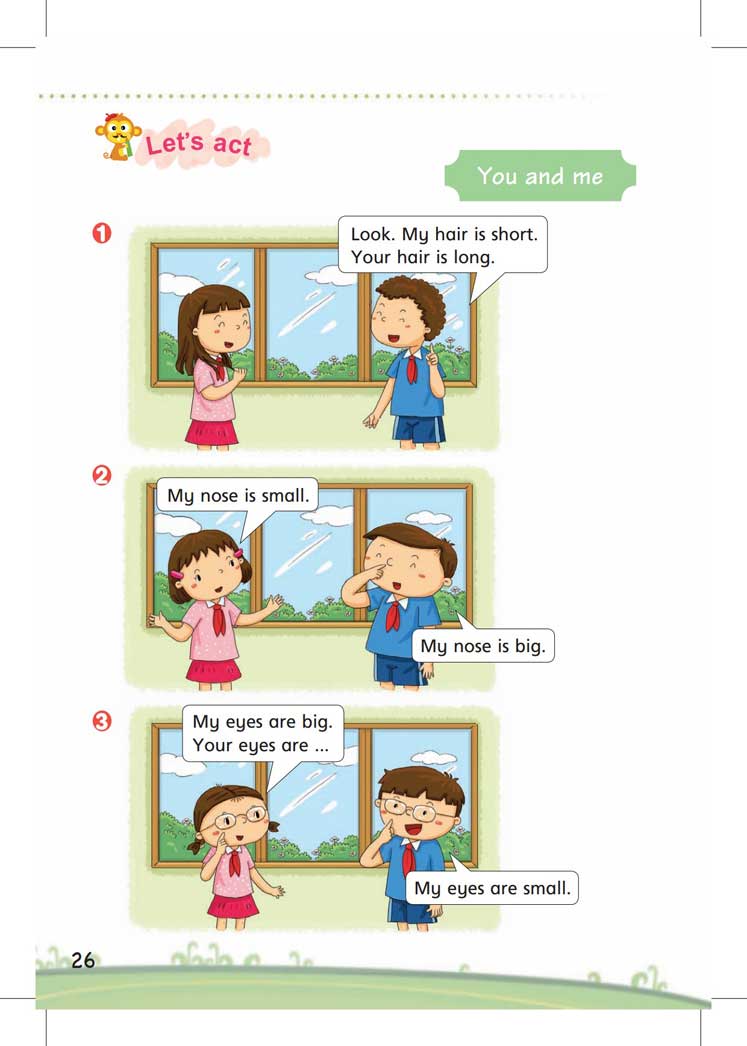 Let's act
You and me
1
Look. My hair is short.
Your hair is long.
2
My nose is small.
My nose is big.
3
My eyes are big.
Your eyes are ...
My eyes are small.
26